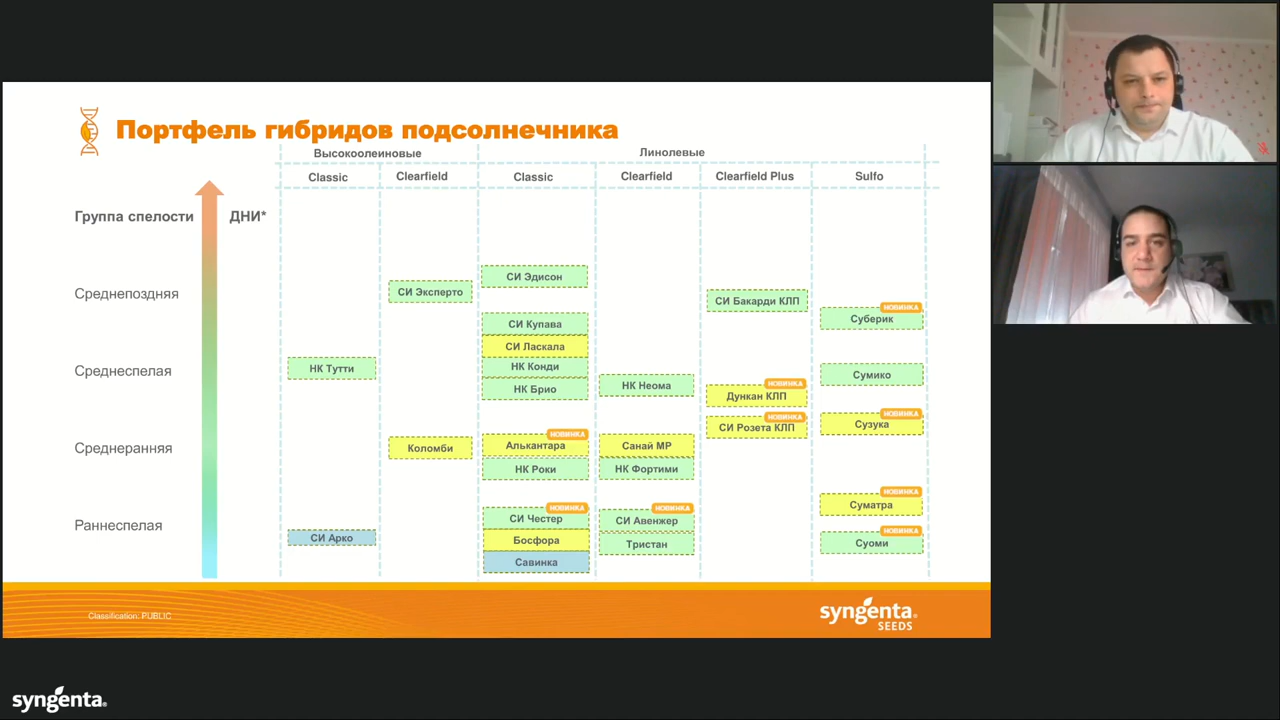 Портфель гибридов подсолнечника
Высокоолеиновые
Линолевые
Classic
Clearfield
Classic
Clearfield
Clearfield Plus
Sulfo
Группа спелости
ДНИ*
СИ Эдисон
Среднепоздняя
СИ Эксперто
СИ Бакарди КЛП
НОВИНКА
Суберик
СИ Купава
СИ Ласкала
Среднеспелая
НК Тутти
НК Конди
Сумико
НК Брио
НК Неома
НОВИНКА
Дункан КЛП
НОВИНКА
СИ Розета КЛП
НОВИНКА
Сузука
Среднеранняя
Коломби
НОВИНКА
Алькантара
Санай МР
НК Роки
НК Фортими
НОВИНКА
Суматра
Раннеспелая
НОВИНКА
СИ Честер
НОВИНКА
СИ Авенжер
СИ Арко
Босфора
Тристан
НОВИНКА
Суоми
Савинка
Classification: PUBLIC
syngenta
SEEDS
syngenta